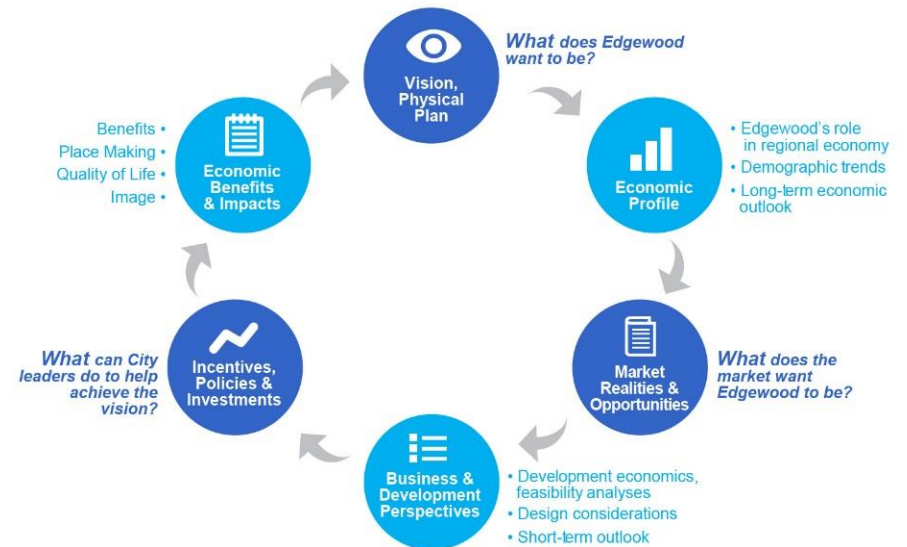 Vision,
Physical
Plan
What does Edgewood
want to be?
Economic
Profile
• Edgewood's role
in regional economy
• Demographic trends
• Long-term economic
outlook
Market
Realities &
Opportunities
What does the
market want
Edgewood to be?
Business &
Development
Perspectives
• Development economics,
feasibility analyses
• Design considerations
• Short-term outlook
Incentives,
Policies &
Investments
What can City
leaders do to help
achieve the
vision?
Economic
Benefits
& Impacts
Benefits •
Place Making •
Quality of Life •
Image •